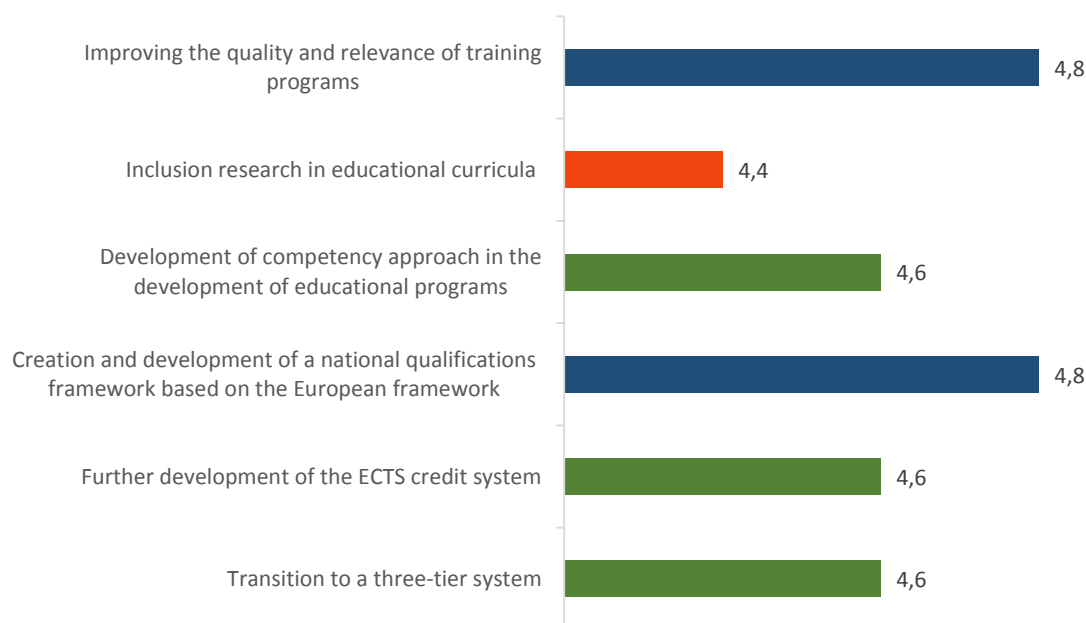 Improving the quality and relevance of training
programs
4,8
Inclusion research in educational curricula
4,4
Development of competency approach in the
development of educational programs
4,6
Creation and development of a national qualifications
framework based on the European framework
4,8
Further development of the ECTS credit system
4,6
Transition to a three-tier system
4,6